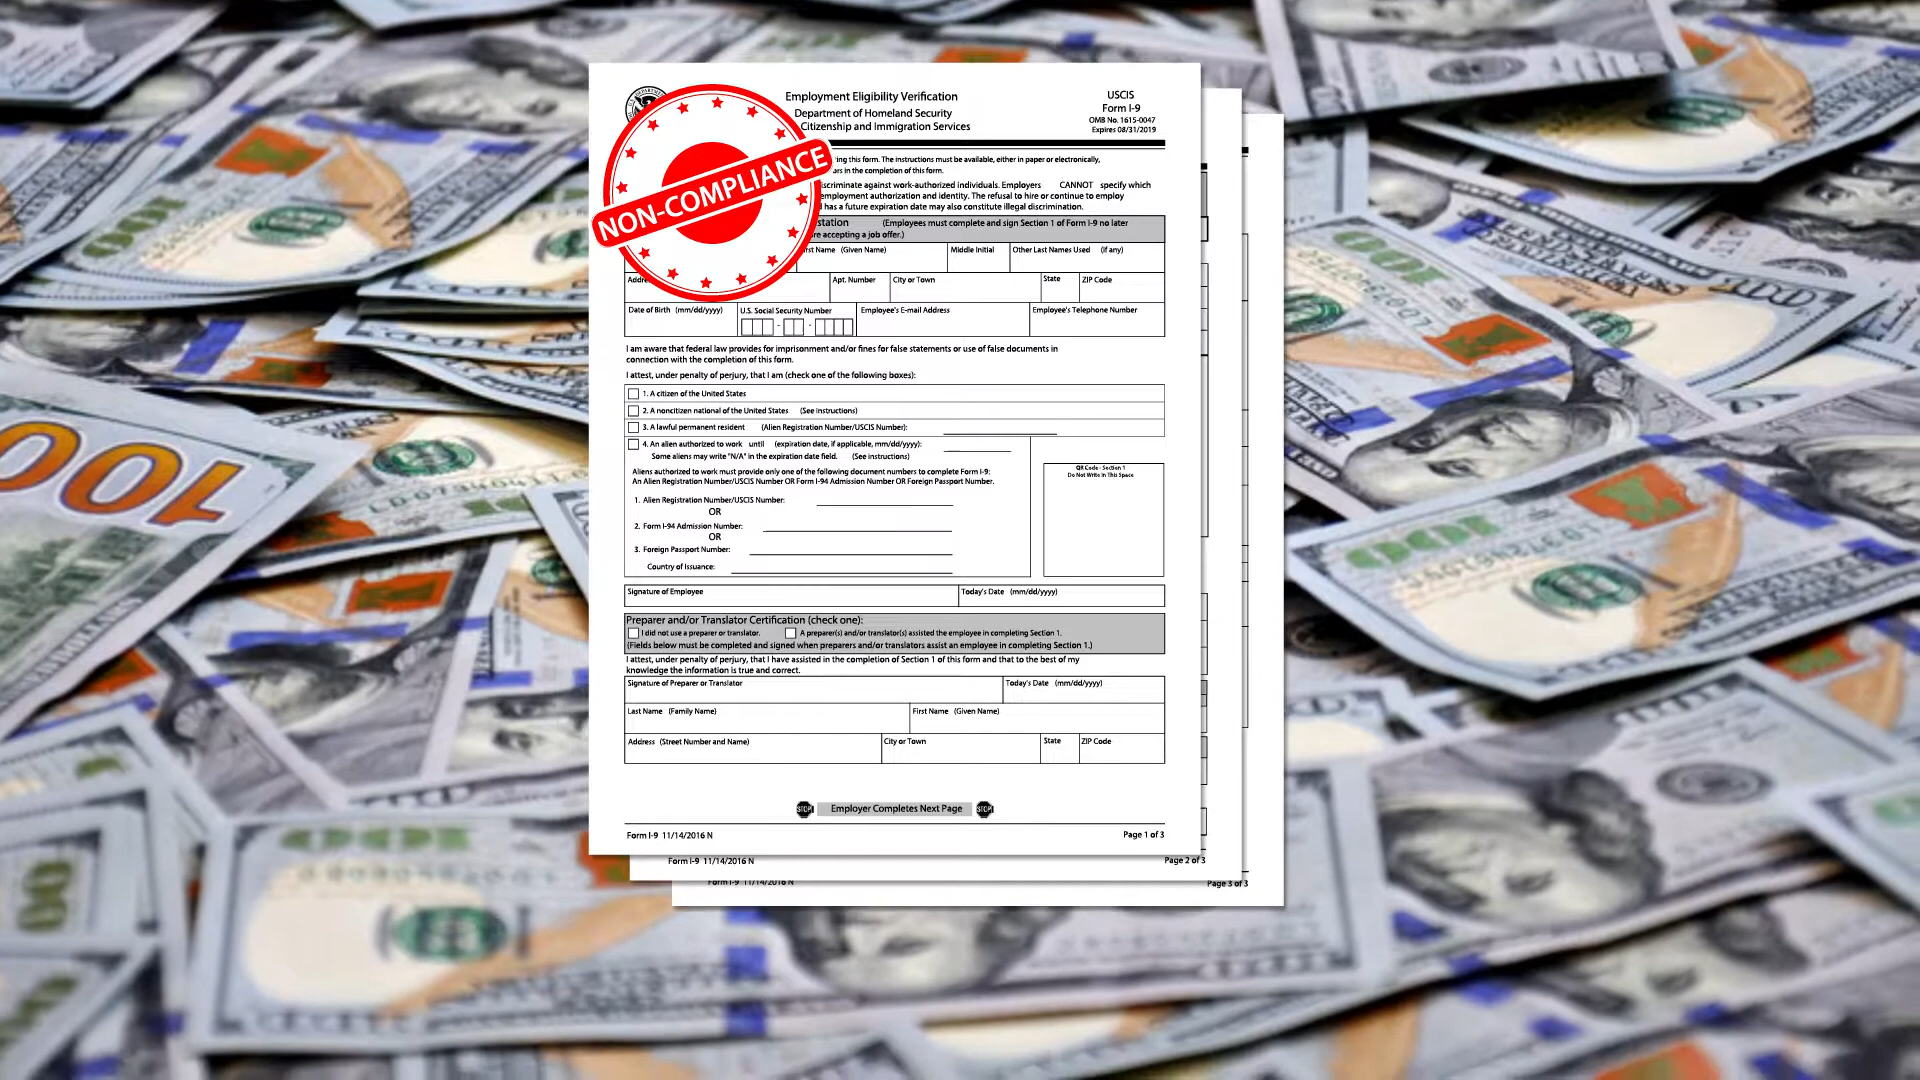 Employment Eligibility Verification
Department of Homeland Security
Citizenship and Immigration Services
USCIS
Form I-9
OMB No. 1615-0047
Expires 08/31/2019
NON-COMPLIANCE
ing this form. The instructions must be available, either in paper or electronically,
ors in the completion of this form.
scriminate against work-authorized individuals. Employers CANNOT specify which
employment authorization and identity. The refusal to hire or continue to employ
has a future expiration date may also constitute illegal discrimination.
station (Employees must complete and sign Section 1 of Form I-9 no later
re accepting a job offer.)
rst Name (Given Name) Middle Initial Other Last Names Used (if any)
Addre Apt. Number City or Town State ZIP Code
Date of Birth (mm/dd/yyyy) U.S. Social Security Number Employee's E-mail Address Employee's Telephone Number
I am aware that federal law provides for imprisonment and/or fines for false statements or use of false documents in
connection with the completion of this form.
I attest, under penalty of perjury, that I am (check one of the following boxes):
1. A citizen of the United States
2. A noncitizen national of the United States (See instructions)
3. A lawful permanent resident (Alien Registration Number/USCIS Number):
4. An alien authorized to work until (expiration date, if applicable, mm/dd/yyyy):
Some aliens may write "N/A" in the expiration date field. (See instructions)
Aliens authorized to work must provide only one of the following document numbers to complete Form I-9:
An Alien Registration Number/USCIS Number OR Form I-94 Admission Number OR Foreign Passport Number.
1. Alien Registration Number/USCIS Number:
OR
2. Form I-94 Admission Number:
OR
3. Foreign Passport Number:
Country of Issuance:
QR Code - Section 1
Do Not Write In This Space
Signature of Employee Today's Date (mm/dd/yyyy)
Preparer and/or Translator Certification (check one):
I did not use a preparer or translator. A preparer(s) and/or translator(s) assisted the employee in completing Section 1.
(Fields below must be completed and signed when preparers and/or translators assist an employee in completing Section 1.)
I attest, under penalty of perjury, that I have assisted in the completion of Section 1 of this form and that to the best of my
knowledge the information is true and correct.
Signature of Preparer or Translator Today's Date (mm/dd/yyyy)
Last Name (Family Name) First Name (Given Name)
Address (Street Number and Name) City or Town State ZIP Code
STOP Employer Completes Next Page STOP
Form I-9 11/14/2016 N Page 1 of 3
Form I-9 11/14/2016 N Page 2 of 3
Form I-9 11/14/2016 N Page 3 of 3
100
100
100
100